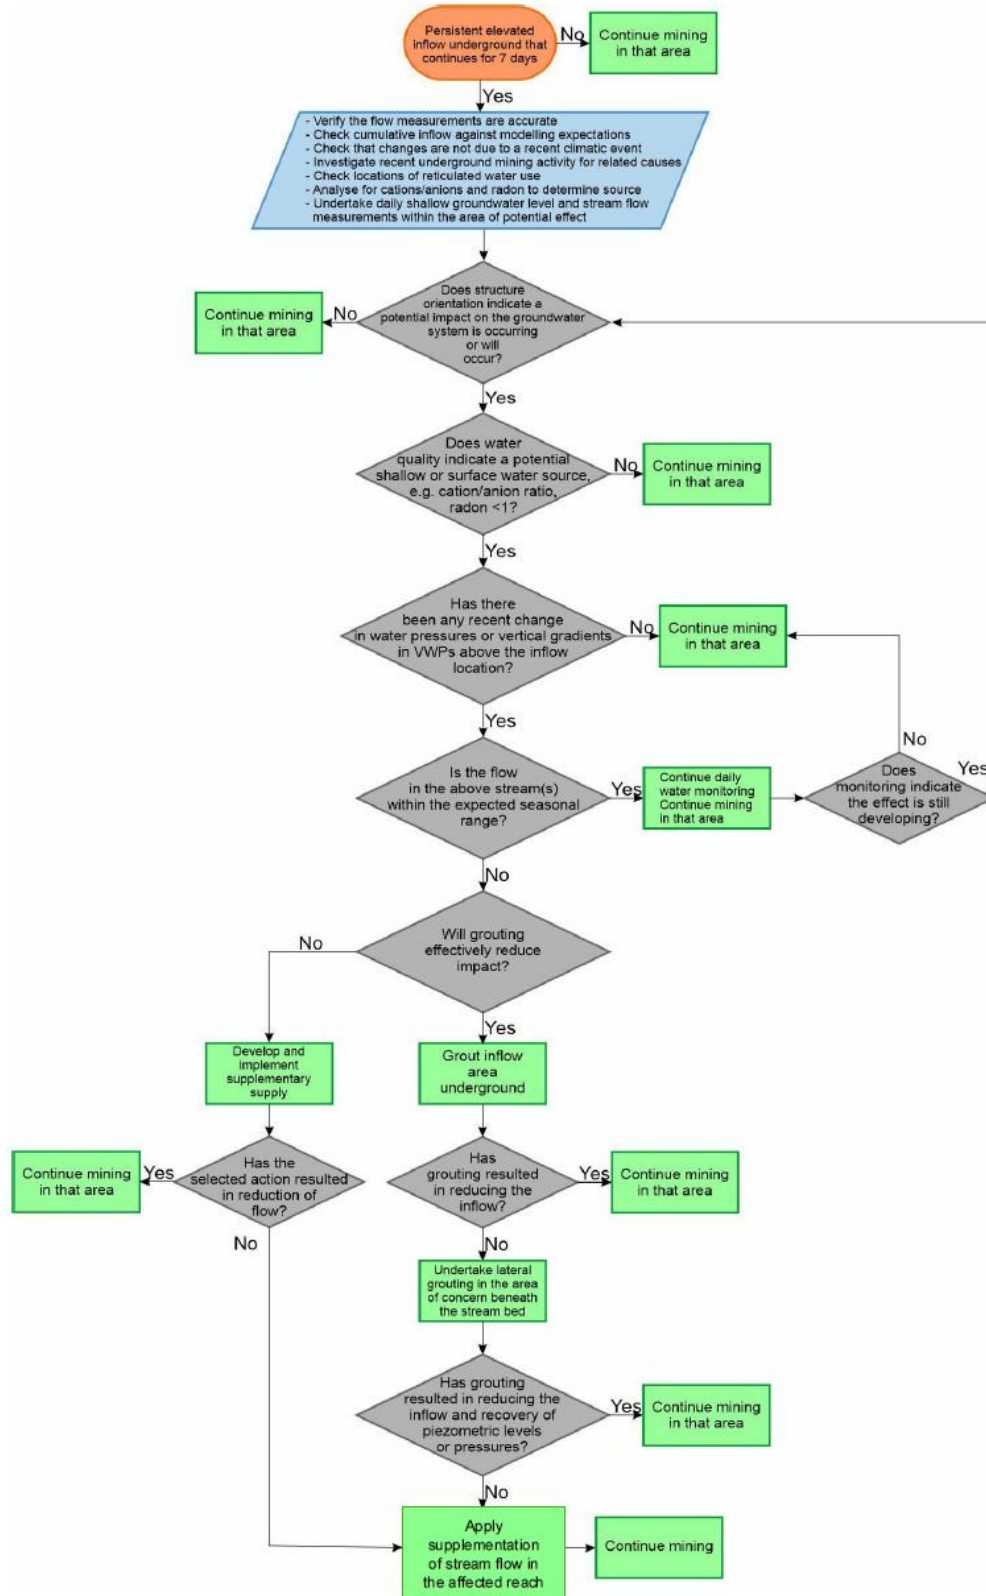 Persistent elevated
inflow underground that
continues for 7 days
No
Continue mining
in that area
Yes
- Verify the flow measurements are accurate
- Check cumulative inflow against modelling expectations
- Check that changes are not due to a recent climatic event
- Investigate recent underground mining activity for related causes
- Check locations of reticulated water use
- Analyse for cations/anions and radon to determine source
- Undertake daily shallow groundwater level and stream flow
measurements within the area of potential effect
Does structure
orientation indicate a
potential impact on the groundwater
system is occurring
or will
occur?
No
Continue mining
in that area
Yes
Does water
quality indicate a potential
shallow or surface water source,
e.g. cation/anion ratio,
radon <1?
No
Continue mining
in that area
Yes
Has there
been any recent change
in water pressures or vertical gradients
in VWPs above the inflow
location?
No
Continue mining
in that area
Yes
Is the flow
in the above stream(s)
within the expected seasonal
range?
Yes
Continue daily
water monitoring
Continue mining
in that area
Does
monitoring indicate
the effect is still
developing?
No
Yes
No
Will grouting
effectively reduce
impact?
No
Yes
Develop and
implement
supplementary
supply
Grout inflow
area
underground
Has the
selected action resulted
in reduction of
flow?
Yes
Continue mining
in that area
No
Has
grouting resulted
in reducing the
inflow?
Yes
Continue mining
in that area
No
Undertake lateral
grouting in the area
of concern beneath
the stream bed
Has grouting
resulted in reducing the
inflow and recovery of
piezometric levels
or pressures?
Yes
Continue mining
in that area
No
Apply
supplementation
of stream flow in
the affected reach
Continue mining